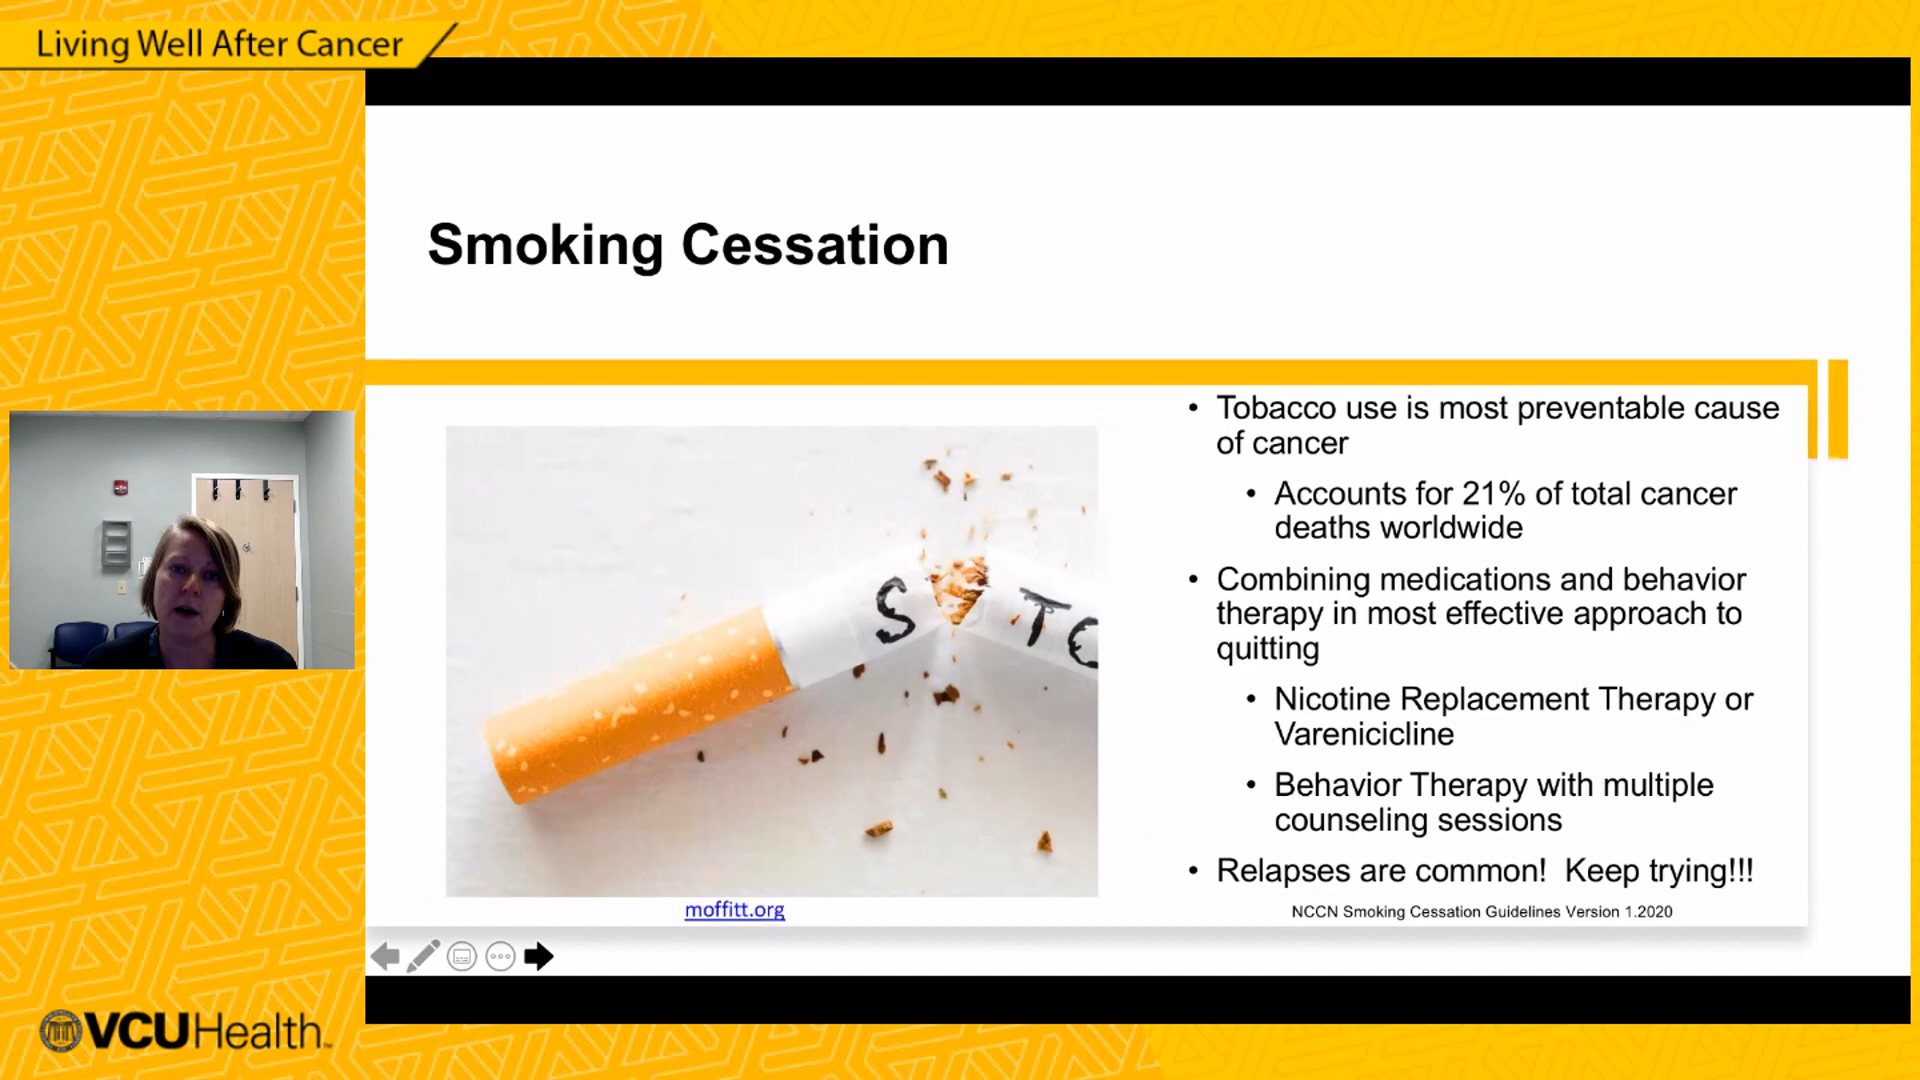 Living Well After Cancer
Smoking Cessation
• Tobacco use is most preventable cause
of cancer
• Accounts for 21% of total cancer
deaths worldwide
• Combining medications and behavior
therapy in most effective approach to
quitting
• Nicotine Replacement Therapy or
Varenicicline
• Behavior Therapy with multiple
counseling sessions
• Relapses are common!  Keep trying!!!
S TO
moffitt.org
NCCN Smoking Cessation Guidelines Version 1.2020
VCUHealth™